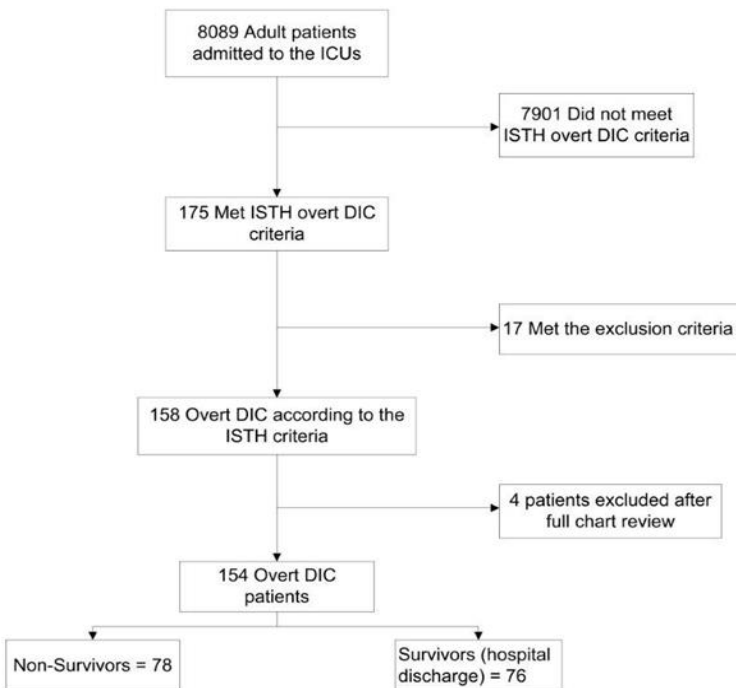 8089 Adult patients
admitted to the ICUs
7901 Did not meet
ISTH overt DIC criteria
175 Met ISTH overt DIC
criteria
17 Met the exclusion criteria
158 Overt DIC according to the
ISTH criteria
4 patients excluded after
full chart review
154 Overt DIC
patients
Non-Survivors = 78
Survivors (hospital
discharge) = 76